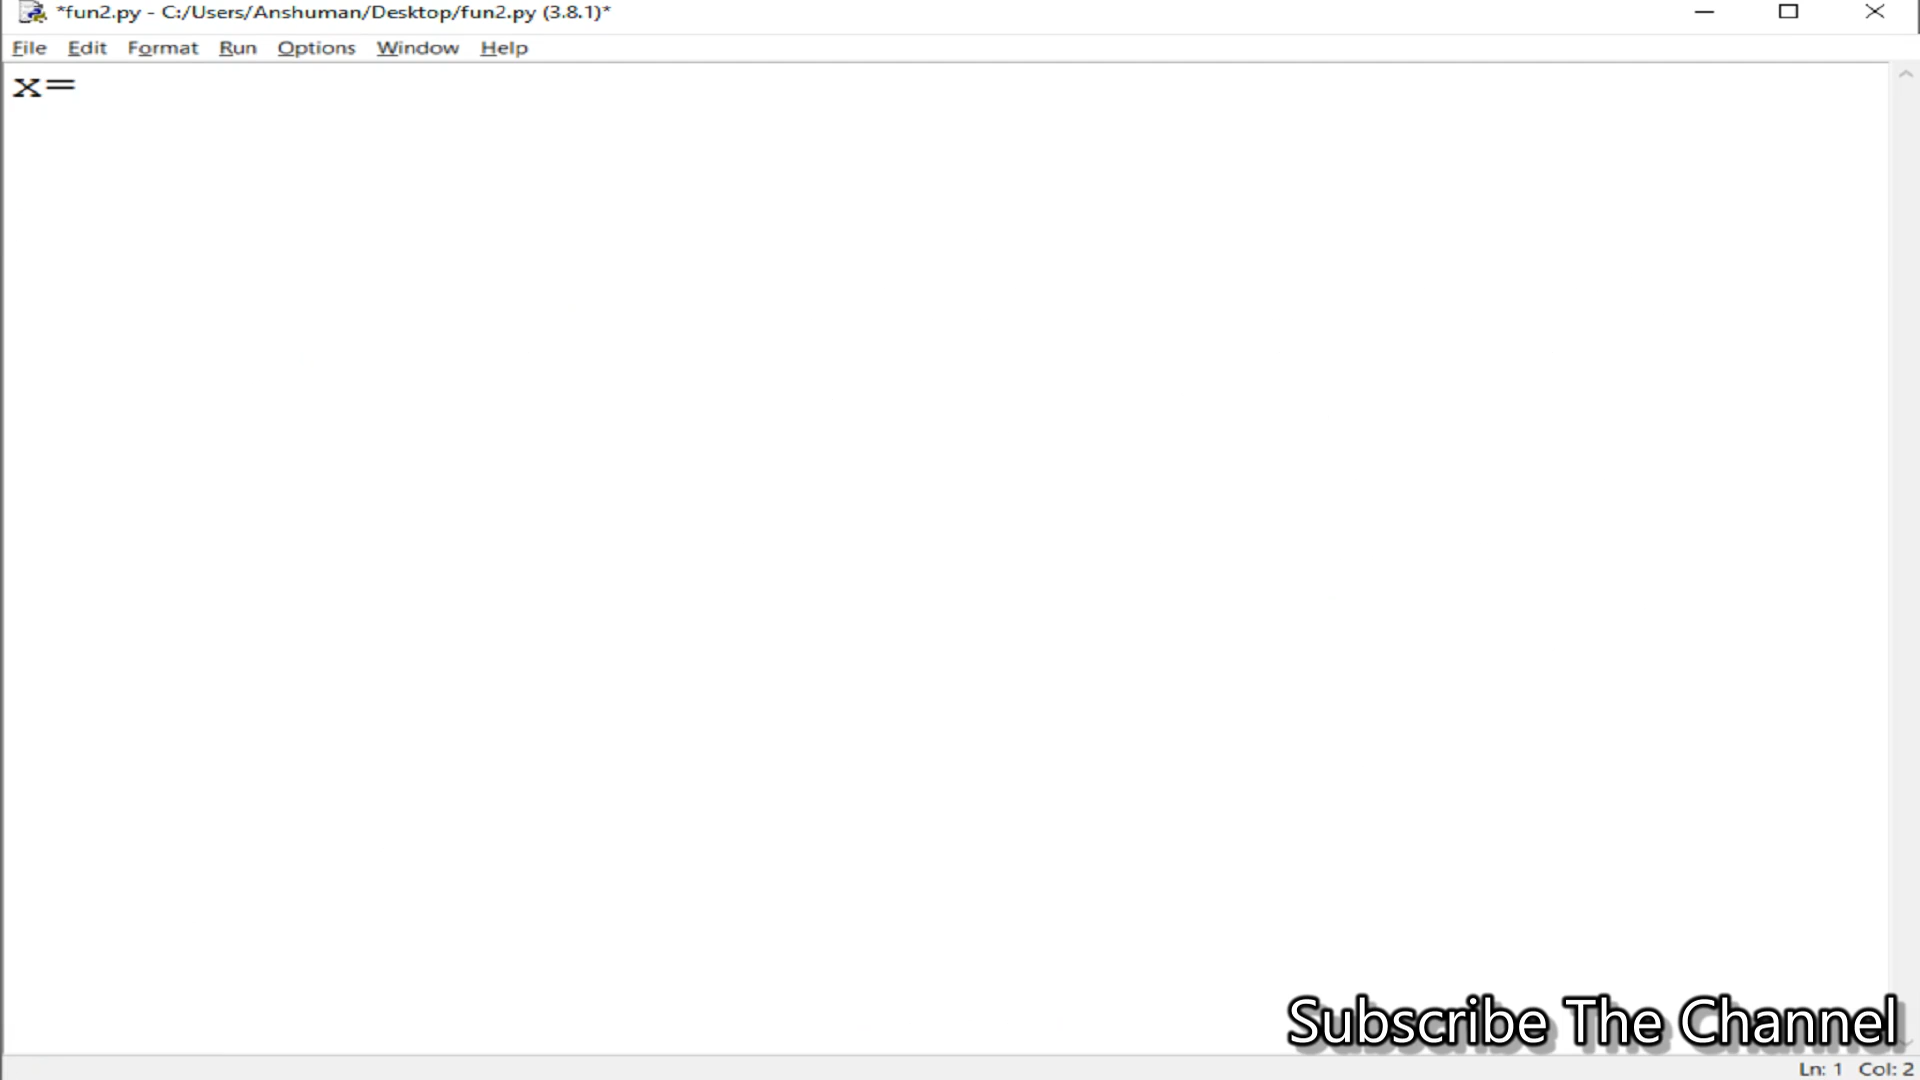 *fun2.py - C:/Users/Anshuman/Desktop/fun2.py (3.8.1)*
File Edit Format Run Options Window Help
x=
Subscribe The Channel
Ln: 1 Col: 2